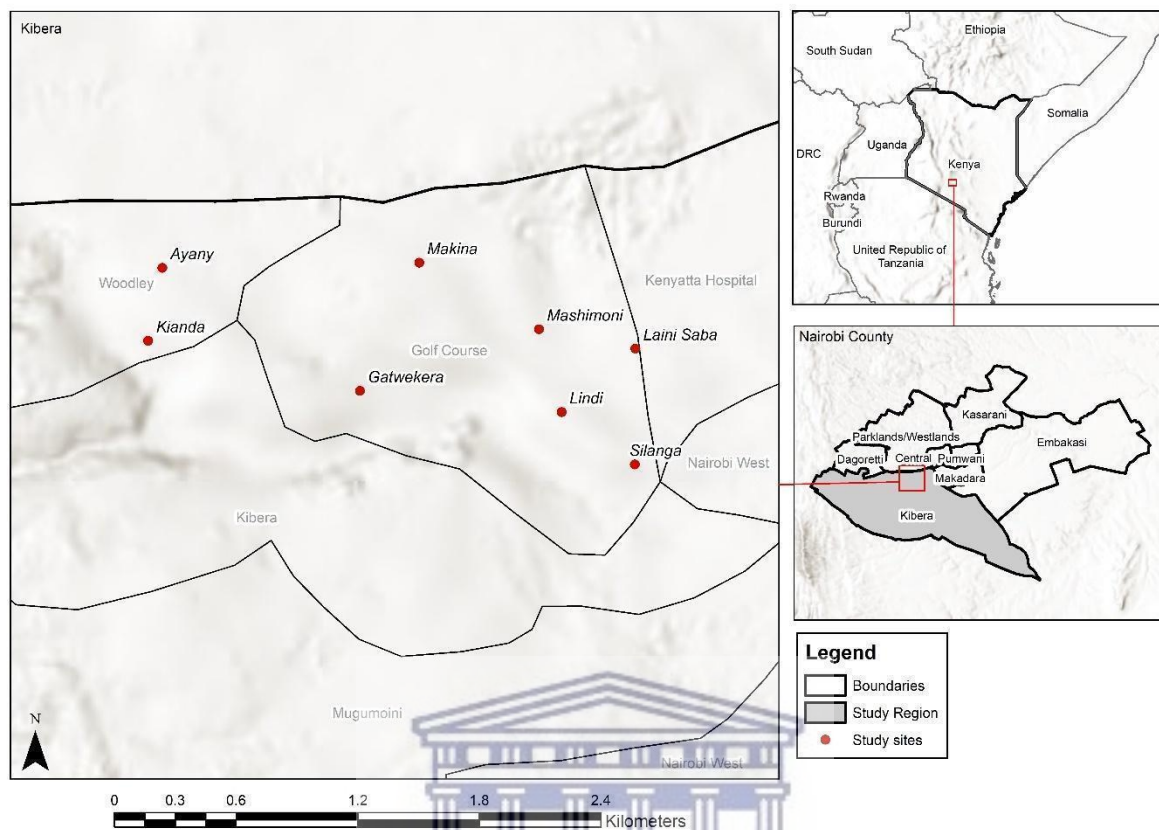 Kibera
Ayany
Woodley
Kianda
Makina
Kenyatta Hospital
Mashimoni
Golf Course
Laini Saba
Gatwekera
Lindi
Silanga
Nairobi West
Kibera
Mugumoini
Nairobi West
N
0 0.3 0.6 1.2 1.8 2.4
Kilometers
South Sudan
Ethiopia
Somalia
Uganda
DRC
Kenya
Rwanda
Burundi
United Republic of
Tanzania
Nairobi County
Kasarani
Parklands/Westlands
Embakasi
Dagoretti
Central
Pumwani
Makadara
Kibera
Legend
Boundaries
Study Region
Study sites